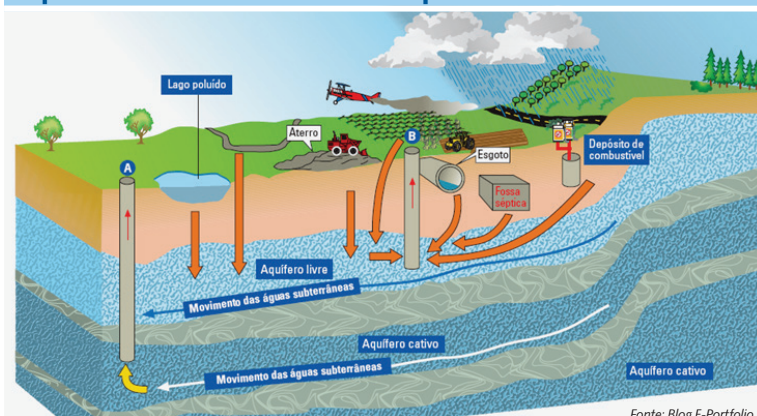 Lago poluído
Aterro
A
B
Esgoto
Depósito de
combustível
Fossa
séptica
Aquífero livre
Movimento das águas subterrâneas
Aquífero cativo
Movimento das águas subterrâneas
Aquífero cativo
Fonte: Blog E-Portfolio